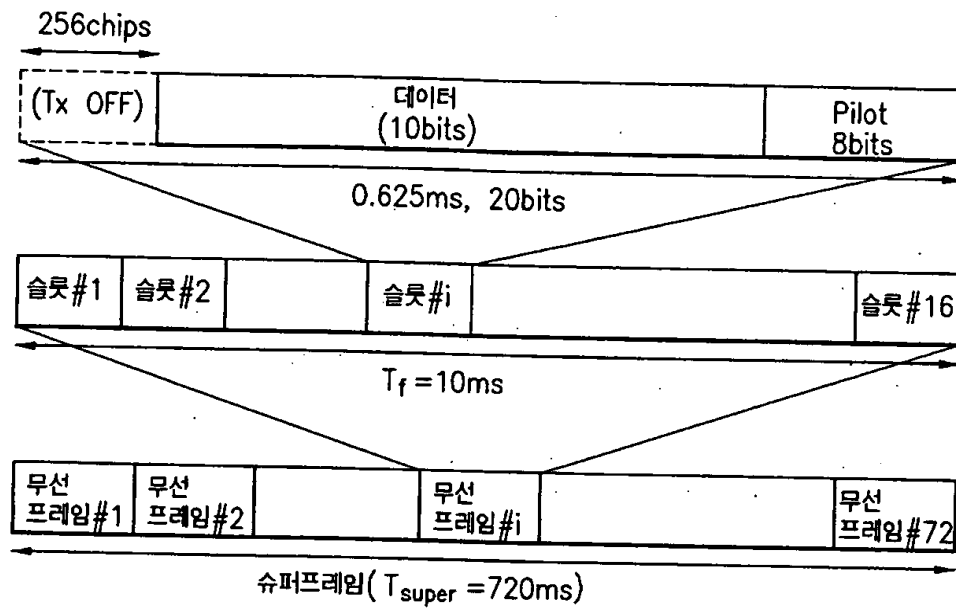 256chips
(Tx OFF)
데이터
(10bits)
Pilot
8bits
0.625ms, 20bits
슬롯#1
슬롯#2
슬롯#i
슬롯#16
T_f=10ms
무선
프레임#1
무선
프레임#2
무선
프레임#i
무선
프레임#72
슈퍼프레임(T_super=720ms)